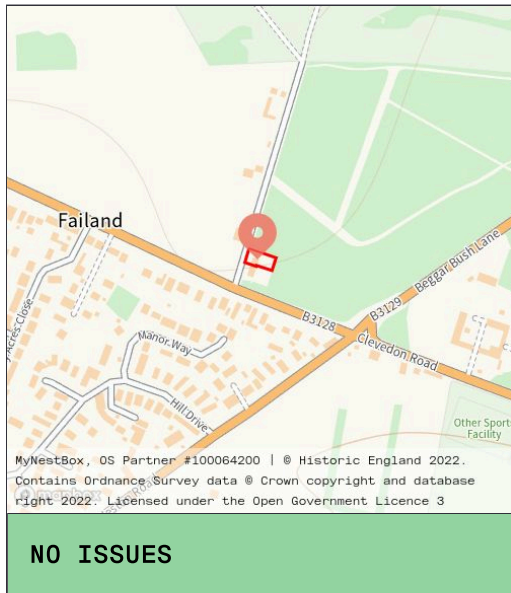 Failand
Beggar Bush Lane
B3129
B3128
Clevedon Road
Acres Close
Manor Way
Hill Drive
Other Sports
Facility
MyNestBox, OS Partner #100064200 | © Historic England 2022.
Contains Ordnance Survey data © Crown copyright and database
right 2022. Licensed under the Open Government Licence 3
mapbox
NO ISSUES